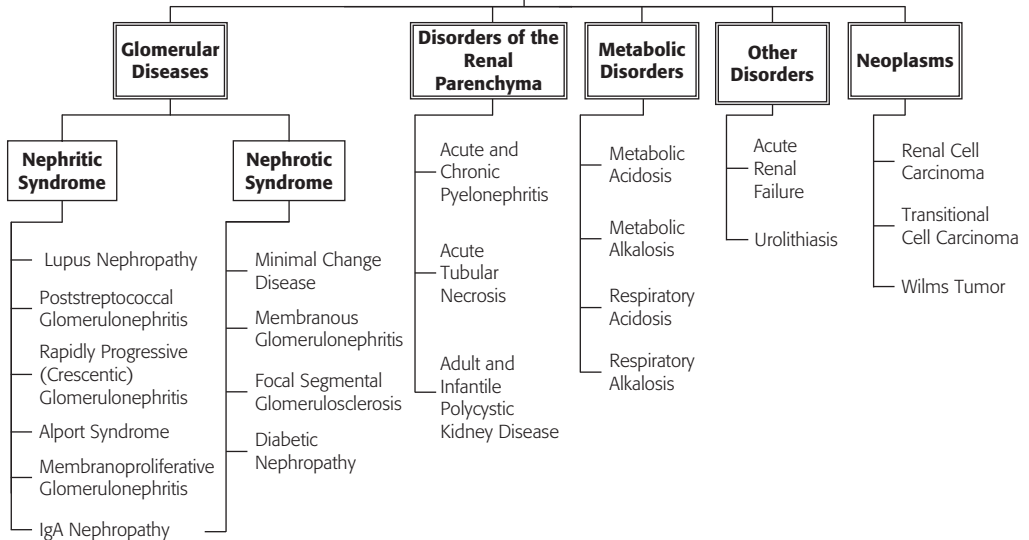 Glomerular
Diseases
Disorders of the
Renal
Parenchyma
Metabolic
Disorders
Other
Disorders
Neoplasms
Nephritic
Syndrome
Nephrotic
Syndrome
Lupus Nephropathy
Poststreptococcal
Glomerulonephritis
Rapidly Progressive
(Crescentic)
Glomerulonephritis
Alport Syndrome
Membranoproliferative
Glomerulonephritis
IgA Nephropathy
Minimal Change
Disease
Membranous
Glomerulonephritis
Focal Segmental
Glomerulosclerosis
Diabetic
Nephropathy
Acute and
Chronic
Pyelonephritis
Acute
Tubular
Necrosis
Adult and
Infantile
Polycystic
Kidney Disease
Metabolic
Acidosis
Metabolic
Alkalosis
Respiratory
Acidosis
Respiratory
Alkalosis
Acute
Renal
Failure
Urolithiasis
Renal Cell
Carcinoma
Transitional
Cell Carcinoma
Wilms Tumor